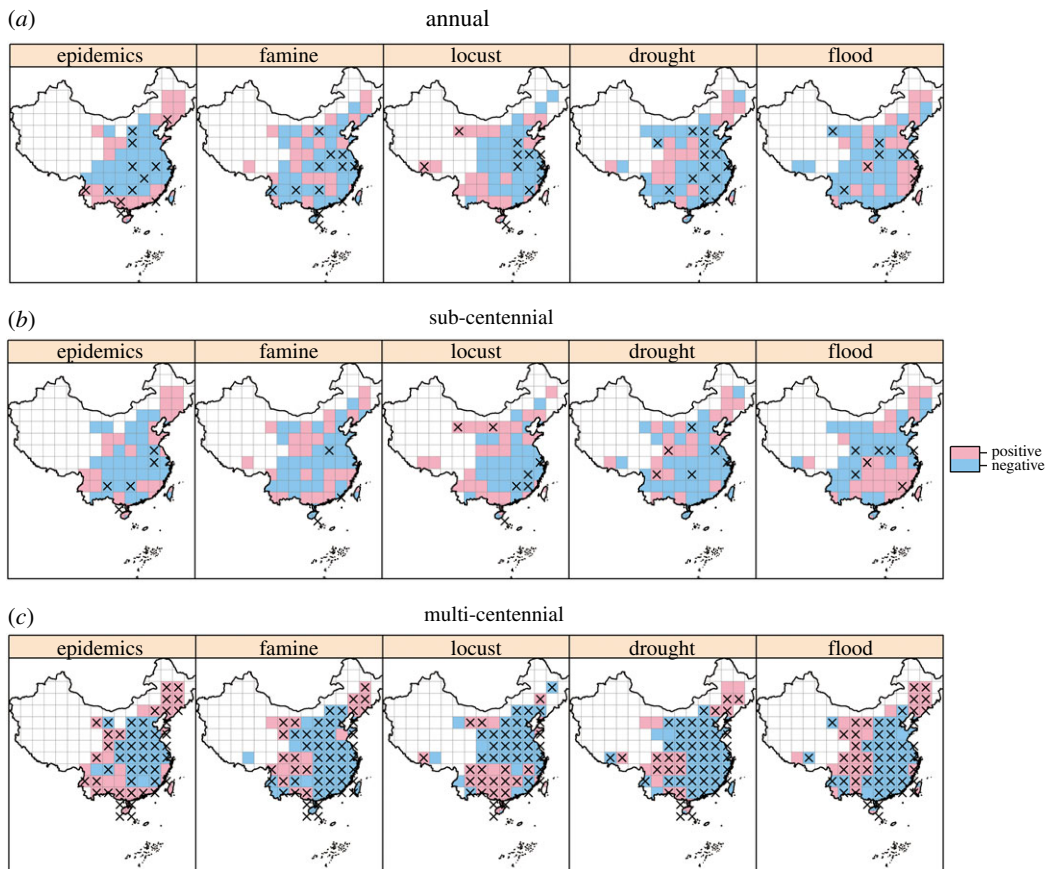 (a) annual
epidemics famine locust drought flood
(b) sub-centennial
epidemics famine locust drought flood
positive
negative
(c) multi-centennial
epidemics famine locust drought flood